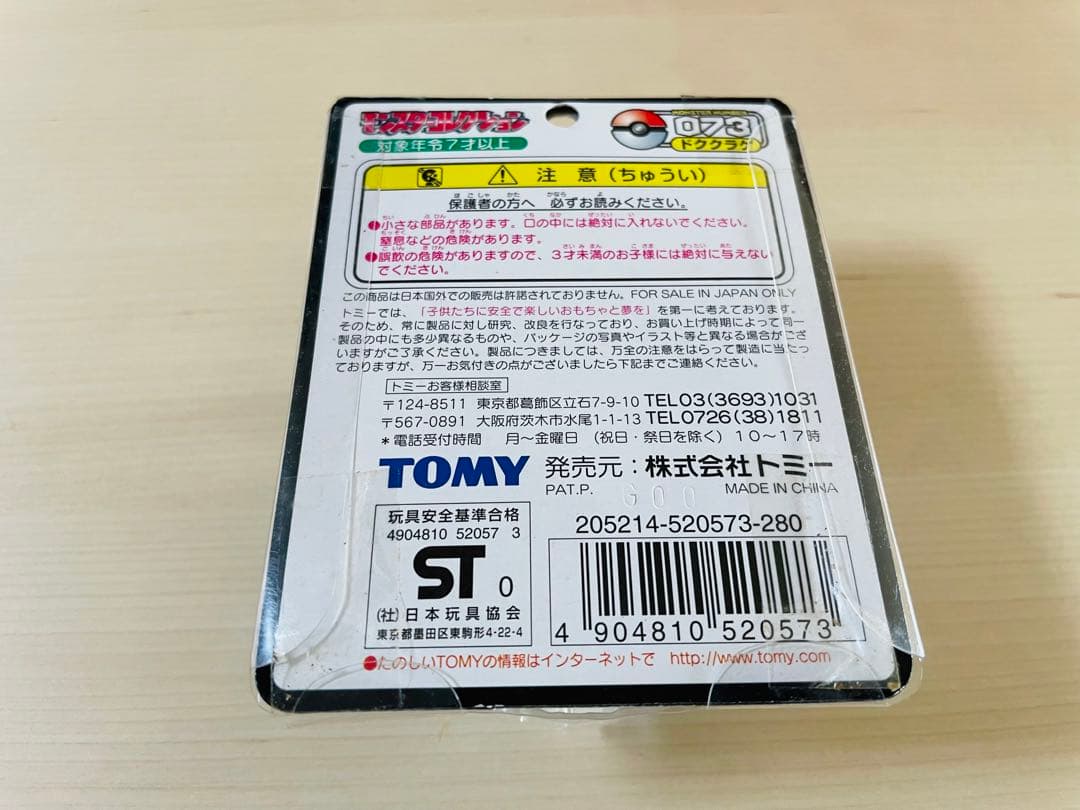 モンスターコレクション
対象年令7才以上
MONSTER NUMBER
073
ドククラゲ
注意(ちゅうい)
保護者の方へ 必ずお読みください。
●小さな部品があります。口の中には絶対に入れないでください。
窒息などの危険があります。
●誤飲の危険がありますので、3才未満のお子様には絶対に与えない
でください。
この商品は日本国外での販売は許諾されておりません。FOR SALE IN JAPAN ONLY
トミーでは、「子供たちに安全で楽しいおもちゃと夢を」を第一に考えております。
そのため、常に製品に対し研究、改良を行なっており、お買い上げ時期によって同一
製品の中にも多少異なるものや、パッケージの写真やイラスト等と異なる場合がござ
いますがご了承ください。製品につきましては、万全の注意をはらって製造に当たっ
ておりますが、万一お気付きの点がございましたら下記までご連絡ください。
トミーお客様相談室
〒124-8511 東京都葛飾区立石7-9-10 TEL03(3693)1031
〒567-0891 大阪府茨木市水尾1-1-13 TEL0726(38)1811
*電話受付時間 月〜金曜日 (祝日・祭日を除く) 10〜17時
TOMY 発売元:株式会社トミー
PAT.P. G00 MADE IN CHINA
玩具安全基準合格
4904810 52057 3
ST 0
(社)日本玩具協会
東京都墨田区東駒形4-22-4
205214-520573-280
4 904810 520573
●たのしいTOMYの情報はインターネットで http://www.tomy.com